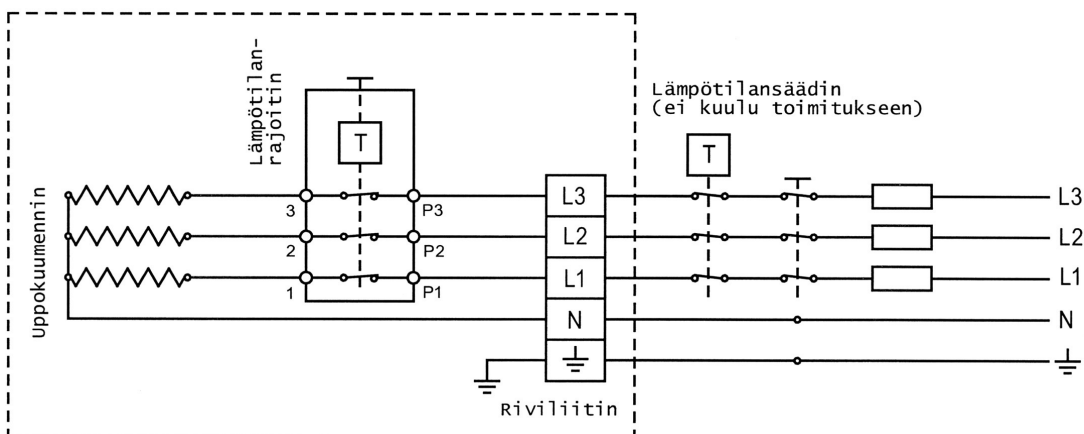 Lämpötilan-
rajoitin
Lämpötilansäädin
(ei kuulu toimitukseen)
T
T
Uppokuumennin
3
P3
L3
L3
2
P2
L2
L2
1
P1
L1
L1
N
N
Riviliitin